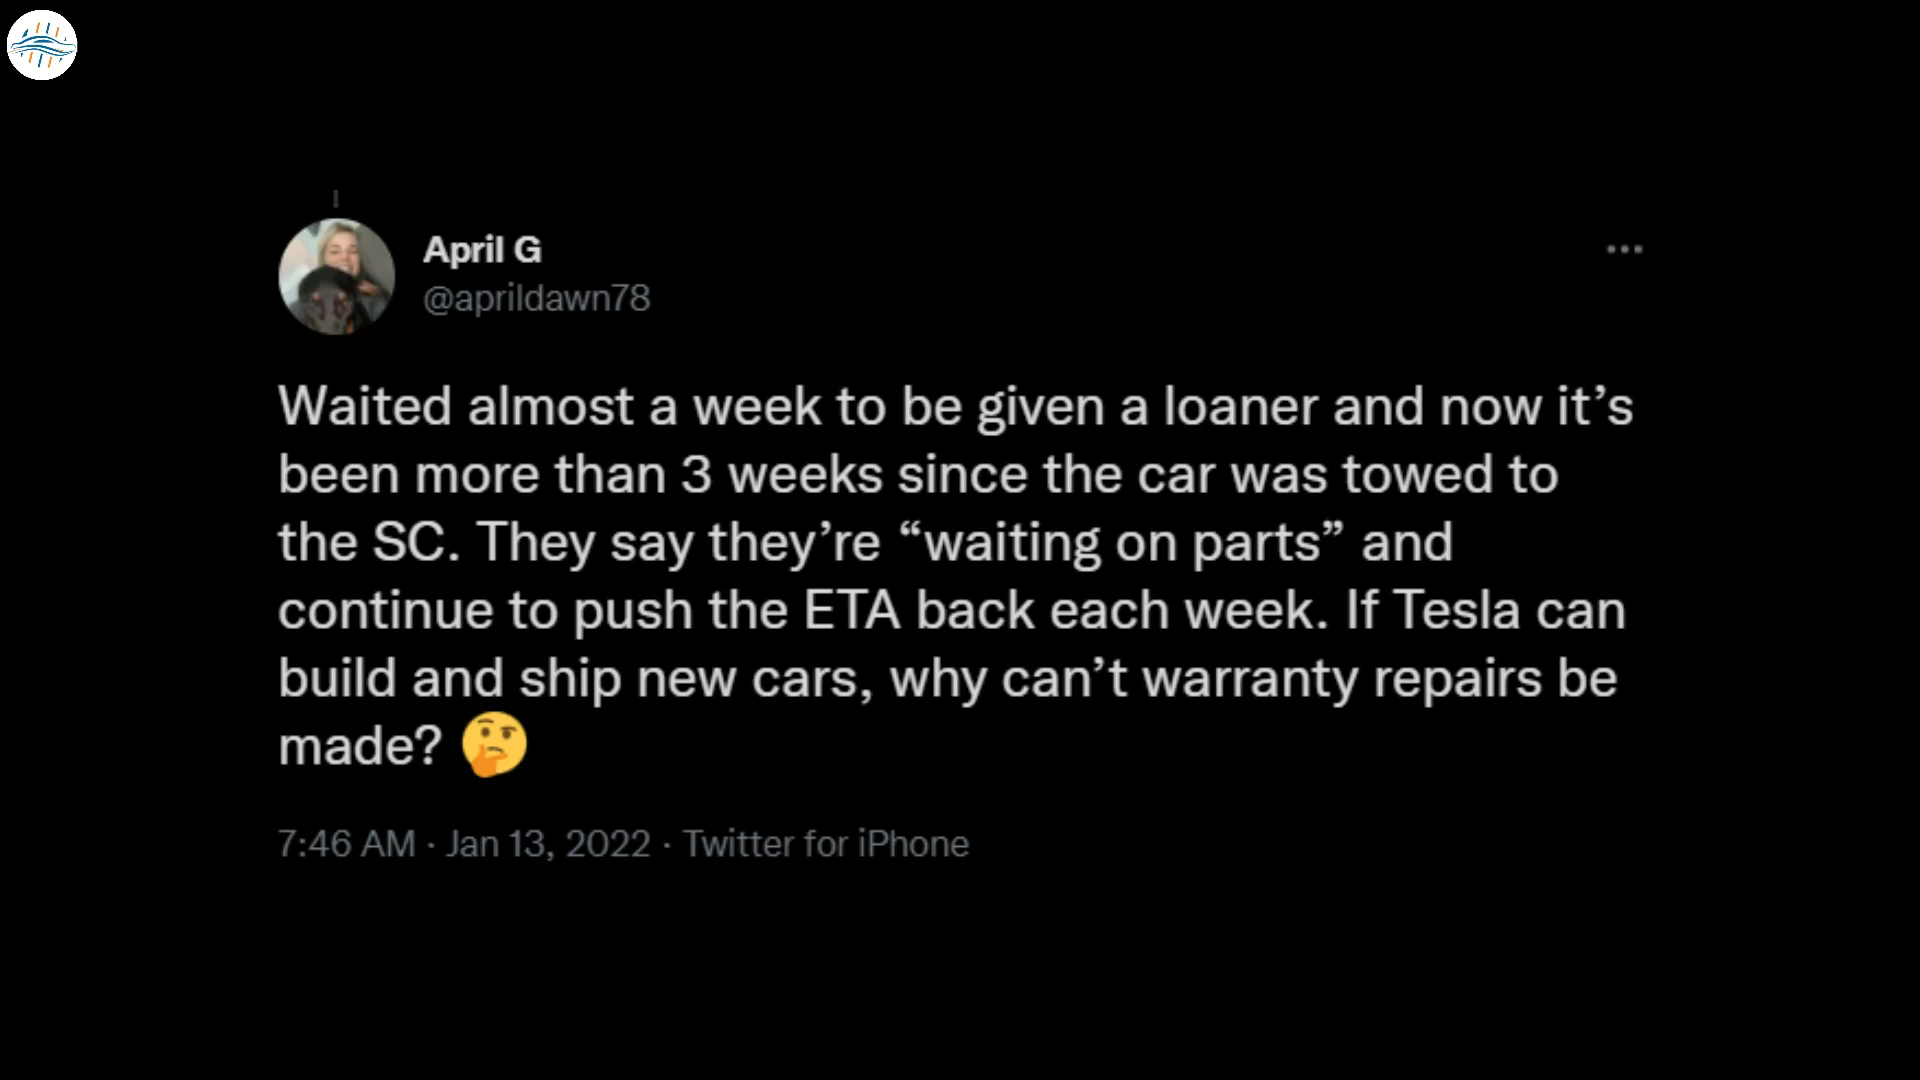 April G
@aprildawn78
Waited almost a week to be given a loaner and now it’s
been more than 3 weeks since the car was towed to
the SC. They say they’re “waiting on parts” and
continue to push the ETA back each week. If Tesla can
build and ship new cars, why can’t warranty repairs be
made? 🤔
7:46 AM · Jan 13, 2022 · Twitter for iPhone